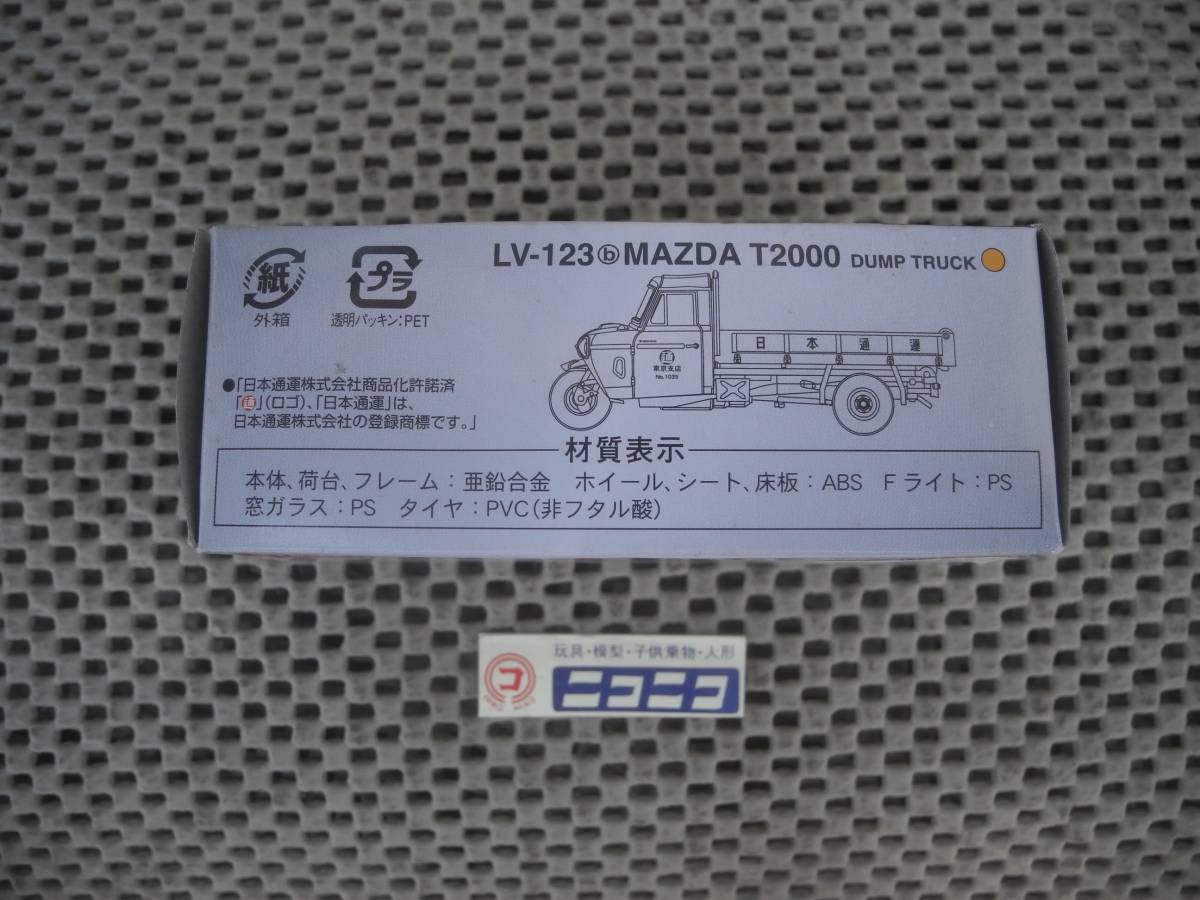 LV-123ⓑMAZDA T2000 DUMP TRUCK
紙
外箱
プラ
透明パッキン:PET
日本通運
通
東京支店
No.1035
●「日本通運株式会社商品化許諾済
「通」(ロゴ)、「日本通運」は、
日本通運株式会社の登録商標です。」
材質表示
本体、荷台、フレーム:亜鉛合金 ホイール、シート、床板:ABS Fライト:PS
窓ガラス:PS タイヤ:PVC(非フタル酸)
玩具・模型・子供乗物・人形
コ
ニコニコ